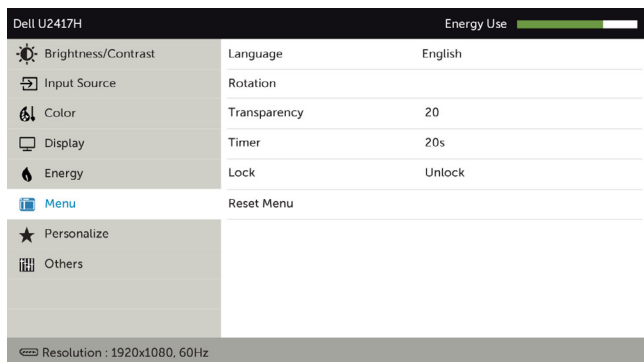 Dell U2417H Energy Use
Brightness/Contrast
Input Source
Color
Display
Energy
Menu
Personalize
Others
Language English
Rotation
Transparency 20
Timer 20s
Lock Unlock
Reset Menu
Resolution : 1920x1080, 60Hz